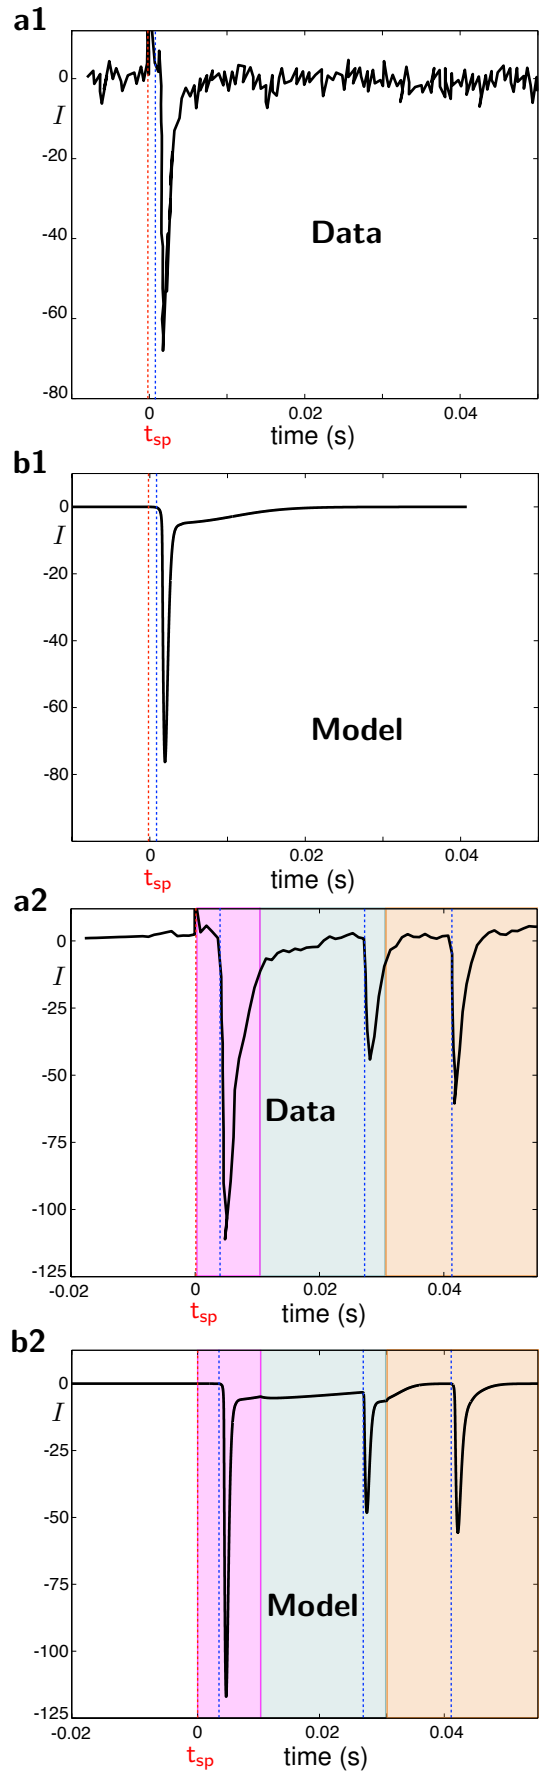 a1
0
I
-20
-40
-60
-80
Data
0 0.02 0.04
t_sp time (s)
b1
0
I
-20
-40
-60
-80
Model
0 0.02 0.04
t_sp time (s)
a2
0
I
-25
-50
-75
-100
-125
Data
-0.02 0 0.02 0.04
t_sp time (s)
b2
0
I
-25
-50
-75
-100
-125
Model
-0.02 0 0.02 0.04
t_sp time (s)